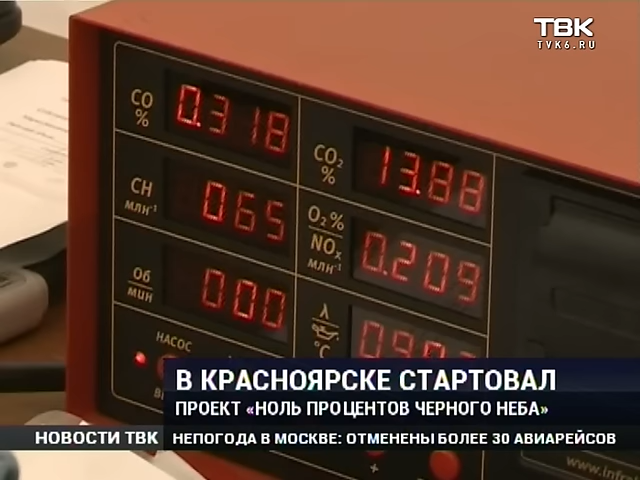 ТВК
TVK6.RU
CO
%
0.318
CO₂
%
13.88
CH
млн⁻¹
065
O₂%
NOₓ
млн⁻¹
0.209
Об
мин
000
λ
°C
НАСОС
В КРАСНОЯРСКЕ СТАРТОВАЛ
ПРОЕКТ «НОЛЬ ПРОЦЕНТОВ ЧЕРНОГО НЕБА»
НОВОСТИ ТВК
НЕПОГОДА В МОСКВЕ: ОТМЕНЕНЫ БОЛЕЕ 30 АВИАРЕЙСОВ
+